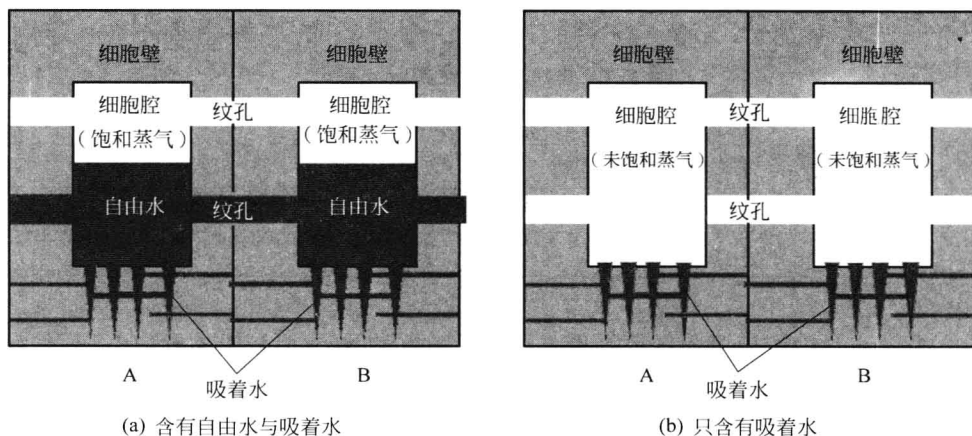 细胞壁 细胞壁
细胞腔 纹孔 细胞腔
(饱和蒸气) (饱和蒸气)
自由水 纹孔 自由水
A B
吸着水
(a) 含有自由水与吸着水
细胞壁 细胞壁
细胞腔 纹孔 细胞腔
(未饱和蒸气) (未饱和蒸气)
纹孔
A B
吸着水
(b) 只含有吸着水